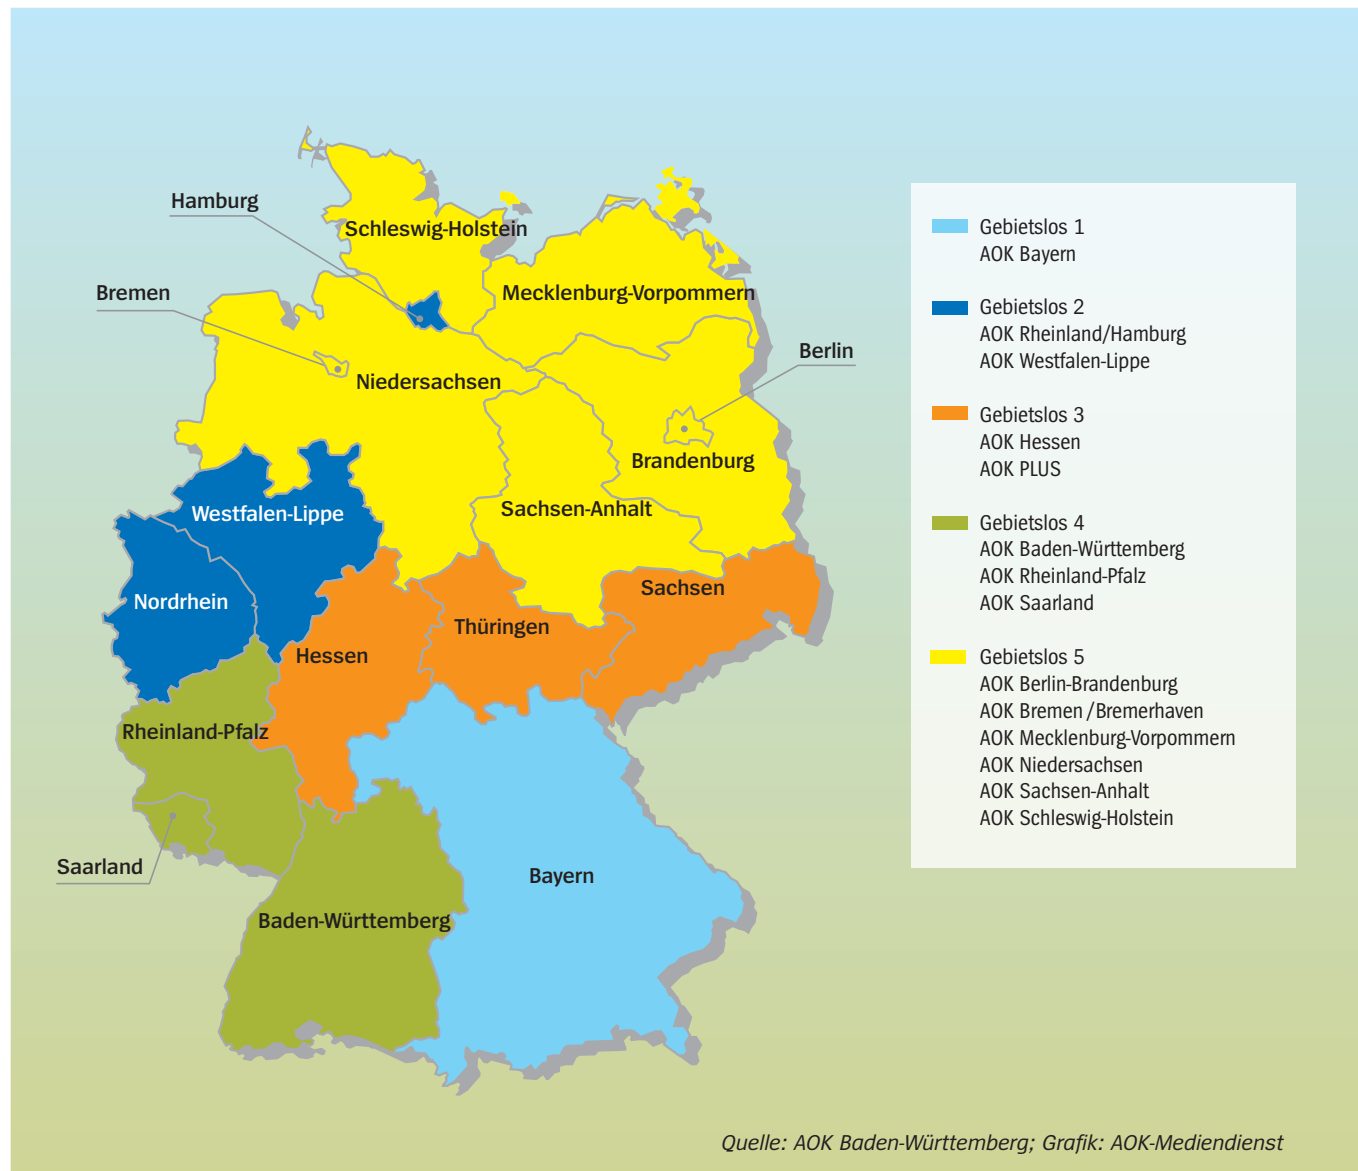 Hamburg
Schleswig-Holstein
Bremen
Mecklenburg-Vorpommern
Berlin
Niedersachsen
Brandenburg
Westfalen-Lippe
Sachsen-Anhalt
Nordrhein
Sachsen
Thüringen
Hessen
Rheinland-Pfalz
Saarland
Bayern
Baden-Württemberg
Gebietslos 1
AOK Bayern
Gebietslos 2
AOK Rheinland/Hamburg
AOK Westfalen-Lippe
Gebietslos 3
AOK Hessen
AOK PLUS
Gebietslos 4
AOK Baden-Württemberg
AOK Rheinland-Pfalz
AOK Saarland
Gebietslos 5
AOK Berlin-Brandenburg
AOK Bremen/Bremerhaven
AOK Mecklenburg-Vorpommern
AOK Niedersachsen
AOK Sachsen-Anhalt
AOK Schleswig-Holstein
Quelle: AOK Baden-Württemberg; Grafik: AOK-Mediendienst